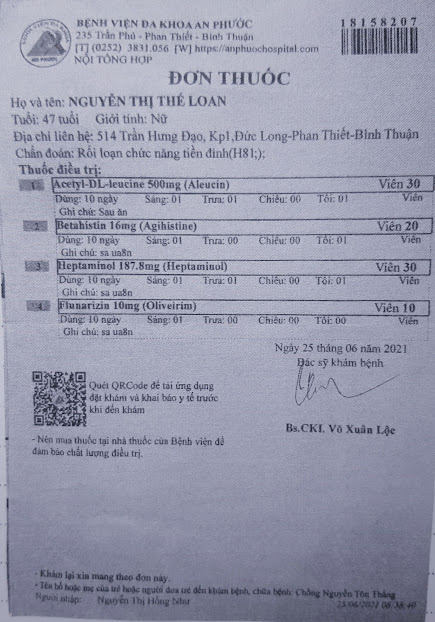 BỆNH VIỆN ĐA KHOA AN PHƯỚC
235 Trần Phú - Phan Thiết - Bình Thuận
[T] (0252) 3831.056 [W] https://anphuochospital.com
NỘI TỔNG HỢP
18158207
ĐƠN THUỐC
Họ và tên: NGUYỄN THỊ THẾ LOAN
Tuổi: 47 tuổi Giới tính: Nữ
Địa chỉ liên hệ: 514 Trần Hưng Đạo, Kp1,Đức Long-Phan Thiết-Bình Thuận
Chẩn đoán: Rối loạn chức năng tiền đình(H81;);
Thuốc điều trị:
1 Acetyl-DL-leucine 500mg (Aleucin) Viên 30
Dùng: 10 ngày Sáng: 01 Trưa: 01 Chiều: 00 Tối: 01 Viên
Ghi chú: Sau ăn
2 Betahistin 16mg (Agihistine) Viên 20
Dùng: 10 ngày Sáng: 01 Trưa: 00 Chiều: 00 Tối: 01 Viên
Ghi chú: sa ua8n
3 Heptaminol 187.8mg (Heptaminol) Viên 30
Dùng: 10 ngày Sáng: 01 Trưa: 01 Chiều: 00 Tối: 01 Viên
Ghi chú: sa ua8n
4 Flunarizin 10mg (Oliveirim) Viên 10
Dùng: 10 ngày Sáng: 01 Trưa: 00 Chiều: 00 Tối: 00 Viên
Ghi chú: sa ua8n
Ngày 25 tháng 06 năm 2021
Bác sỹ khám bệnh
Quét QRCode để tải ứng dụng
đặt khám và khai báo y tế trước
khi đến khám
Bs.CKI. Võ Xuân Lộc
- Nên mua thuốc tại nhà thuốc của Bệnh viện để
đảm bảo chất lượng điều trị.
- Khám lại xin mang theo đơn này.
- Tên bố hoặc mẹ của trẻ hoặc người đưa trẻ đến khám bệnh, chữa bệnh: Chồng Nguyễn Tôn Thắng
Người nhập: Nguyễn Thị Hồng Như 25/06/2021 08:38:40